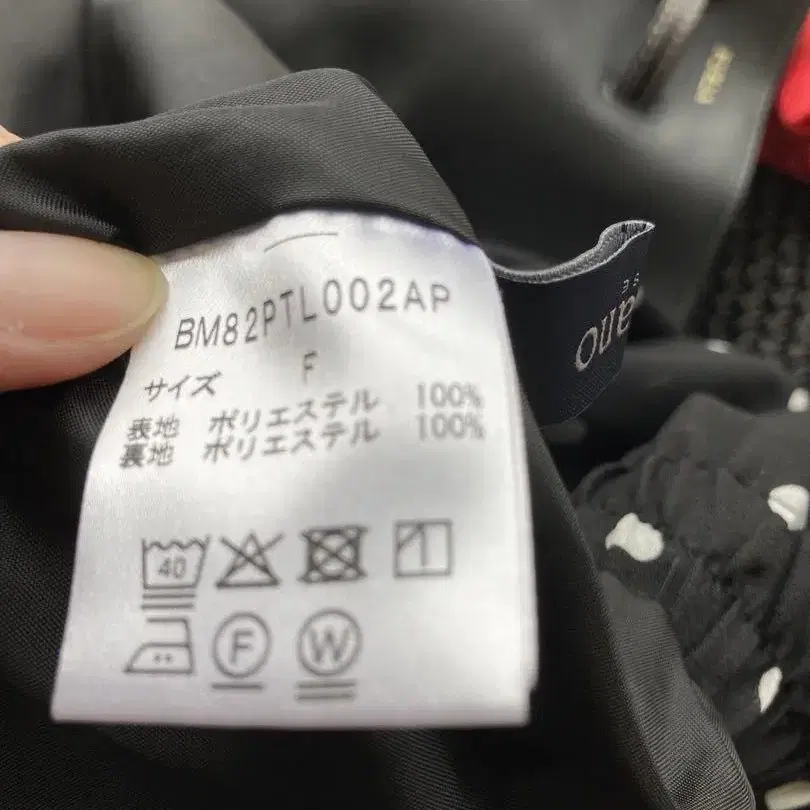 BM82PTL002AP
サイズ F
表地 ポリエステル 100%
裏地 ポリエステル 100%
40
F W